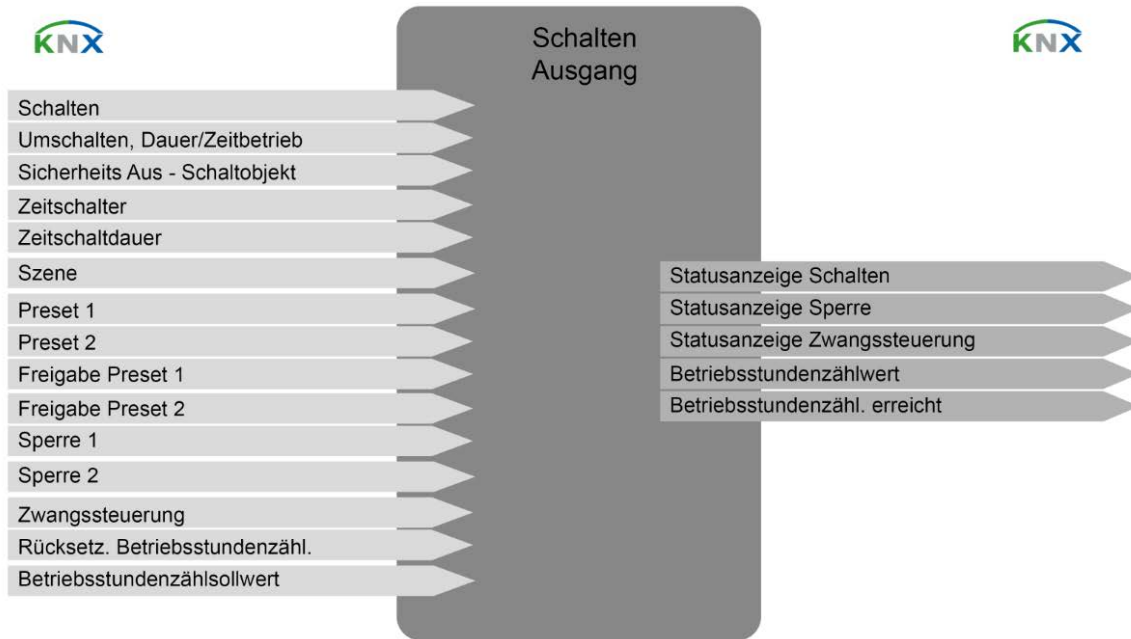 KNX
Schalten
Ausgang
KNX
Schalten
Umschalten, Dauer/Zeitbetrieb
Sicherheits Aus - Schaltobjekt
Zeitschalter
Zeitschaltdauer
Szene
Preset 1
Preset 2
Freigabe Preset 1
Freigabe Preset 2
Sperre 1
Sperre 2
Zwangssteuerung
Rücksetz. Betriebsstundenzähl.
Betriebsstundenzählsollwert
Statusanzeige Schalten
Statusanzeige Sperre
Statusanzeige Zwangssteuerung
Betriebsstundenzählwert
Betriebsstundenzähl. erreicht